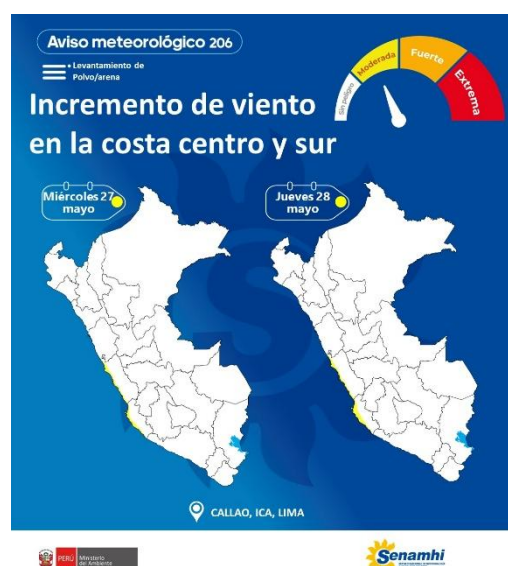 Aviso meteorológico 206
• Levantamiento de
Polvo/arena
Sin peligro
Moderada
Fuerte
Extrema
Incremento de viento
en la costa centro y sur
Miércoles 27
mayo
Jueves 28
mayo
CALLAO, ICA, LIMA
PERÚ
Ministerio
del Ambiente
Senamhi